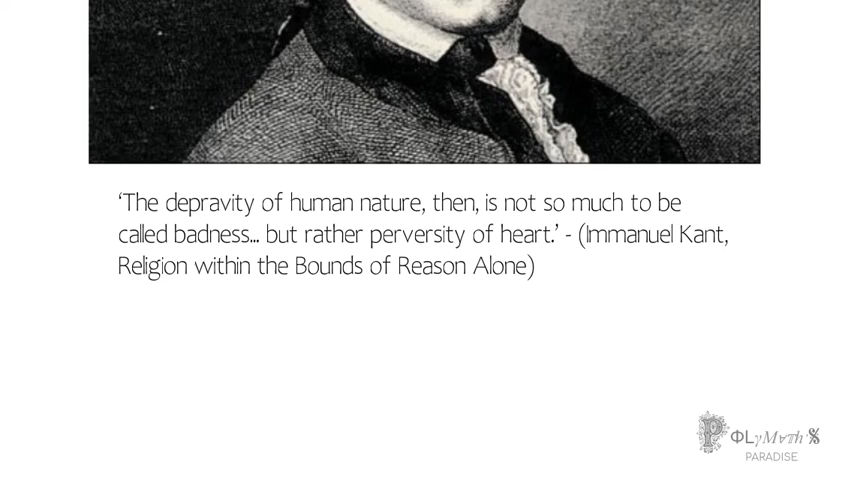 ‘The depravity of human nature, then, is not so much to be
called badness... but rather perversity of heart.’ - (Immanuel Kant,
Religion within the Bounds of Reason Alone)
PARADISE